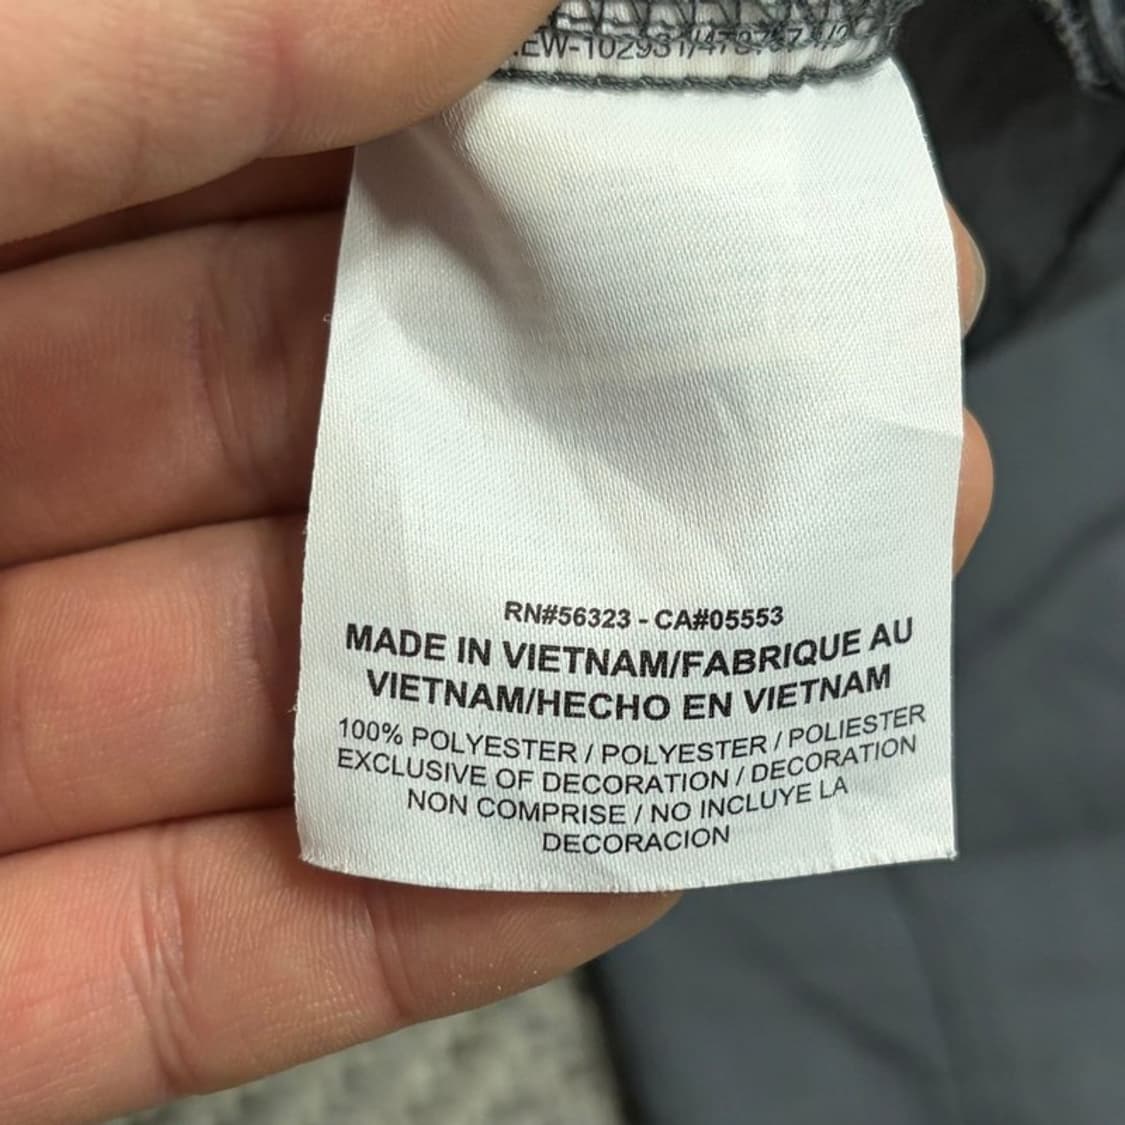 RN#56323 - CA#05553
MADE IN VIETNAM/FABRIQUE AU
VIETNAM/HECHO EN VIETNAM
100% POLYESTER / POLYESTER / POLIESTER
EXCLUSIVE OF DECORATION / DECORATION
NON COMPRISE / NO INCLUYE LA
DECORACION